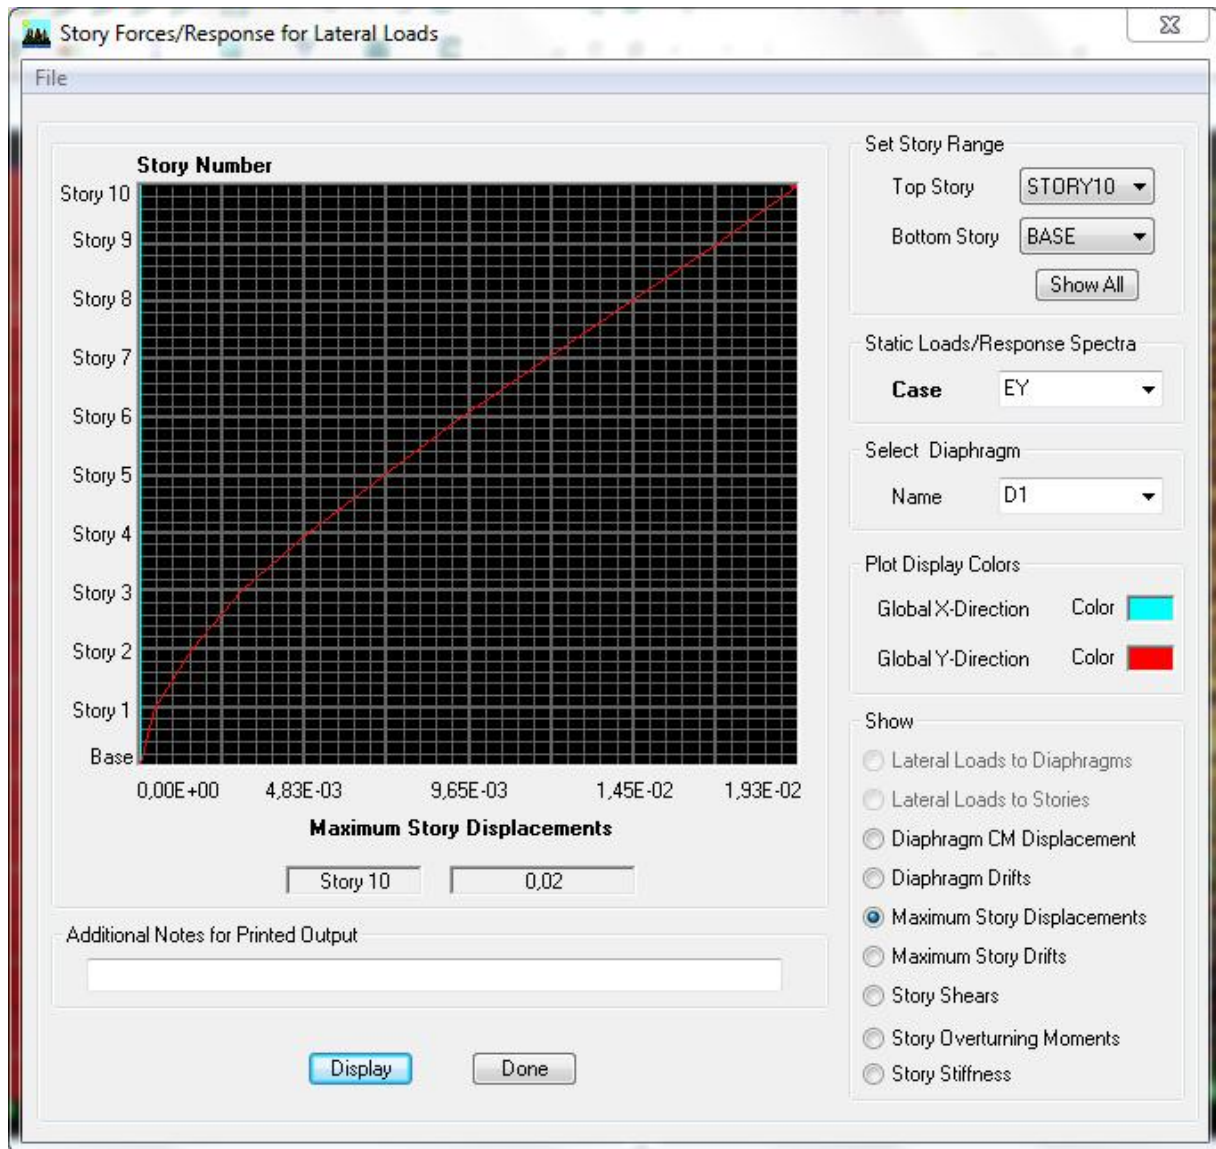 Story Forces/Response for Lateral Loads
File
Story Number
Story 10
Story 9
Story 8
Story 7
Story 6
Story 5
Story 4
Story 3
Story 2
Story 1
Base
0,00E+00 4,83E-03 9,65E-03 1,45E-02 1,93E-02
Maximum Story Displacements
Story 10 0,02
Additional Notes for Printed Output
Display Done
Set Story Range
Top Story STORY10
Bottom Story BASE
Show All
Static Loads/Response Spectra
Case EY
Select Diaphragm
Name D1
Plot Display Colors
Global X-Direction Color
Global Y-Direction Color
Show
Lateral Loads to Diaphragms
Lateral Loads to Stories
Diaphragm CM Displacement
Diaphragm Drifts
Maximum Story Displacements
Maximum Story Drifts
Story Shears
Story Overturning Moments
Story Stiffness